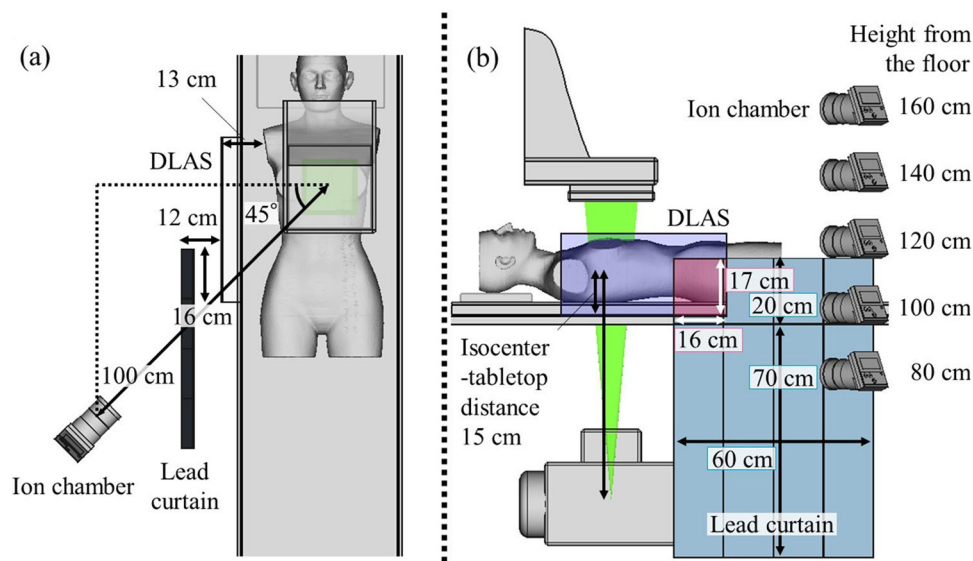 (a)
13 cm
DLAS
12 cm
45°
16 cm
100 cm
Ion chamber
Lead
curtain
(b)
Height from
the floor
Ion chamber
160 cm
140 cm
DLAS
120 cm
17 cm
20 cm
100 cm
16 cm
Isocenter
-tabletop
distance
15 cm
70 cm
80 cm
60 cm
Lead curtain